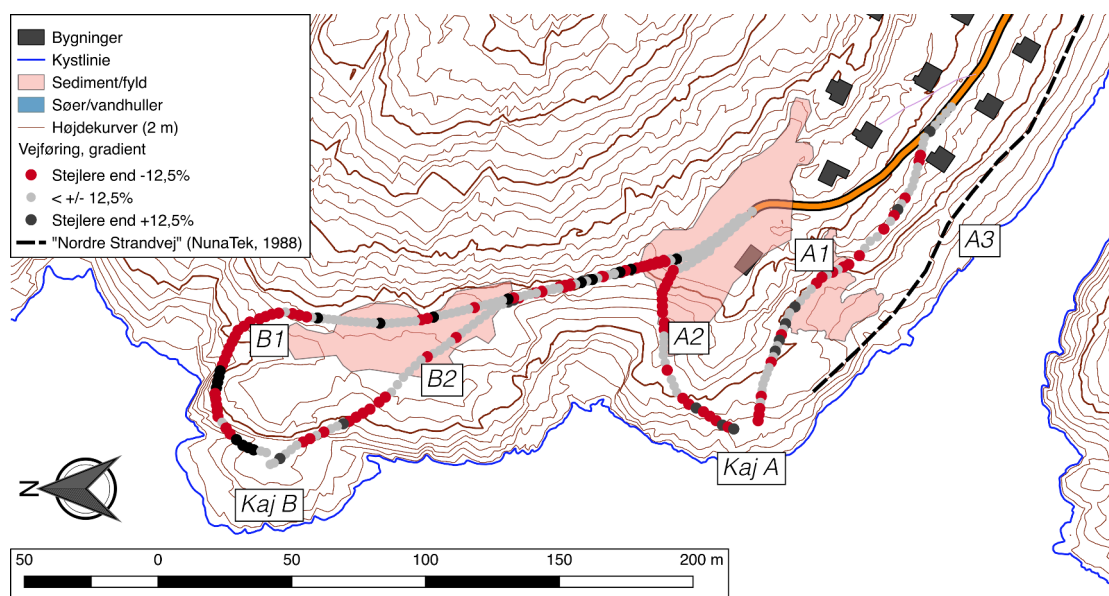 Bygninger
Kystlinie
Sediment/fyld
Søer/vandhuller
Højdekurver (2 m)
Vejføring, gradient
Stejlere end -12,5%
< +/- 12,5%
Stejlere end +12,5%
"Nordre Strandvej" (NunaTek, 1988)
A3
A1
A2
B1
B2
Kaj A
Kaj B
N
50 0 50 100 150 200 m